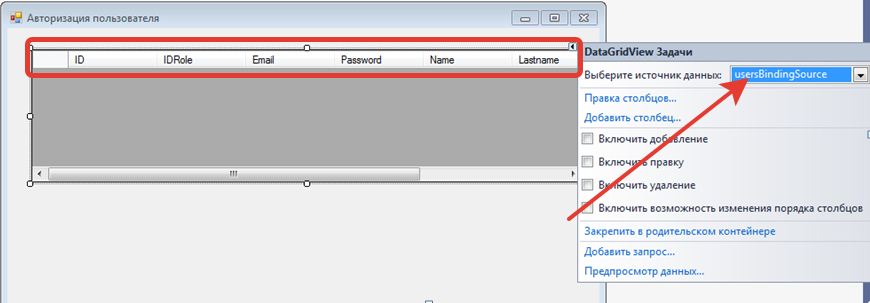 Авторизация пользователя
ID IDRole Email Password Name Lastname
DataGridView Задачи
Выберите источник данных: usersBindingSource
Правка столбцов...
Добавить столбец...
Включить добавление
Включить правку
Включить удаление
Включить возможность изменения порядка столбцов
Закрепить в родительском контейнере
Добавить запрос...
Предпросмотр данных...